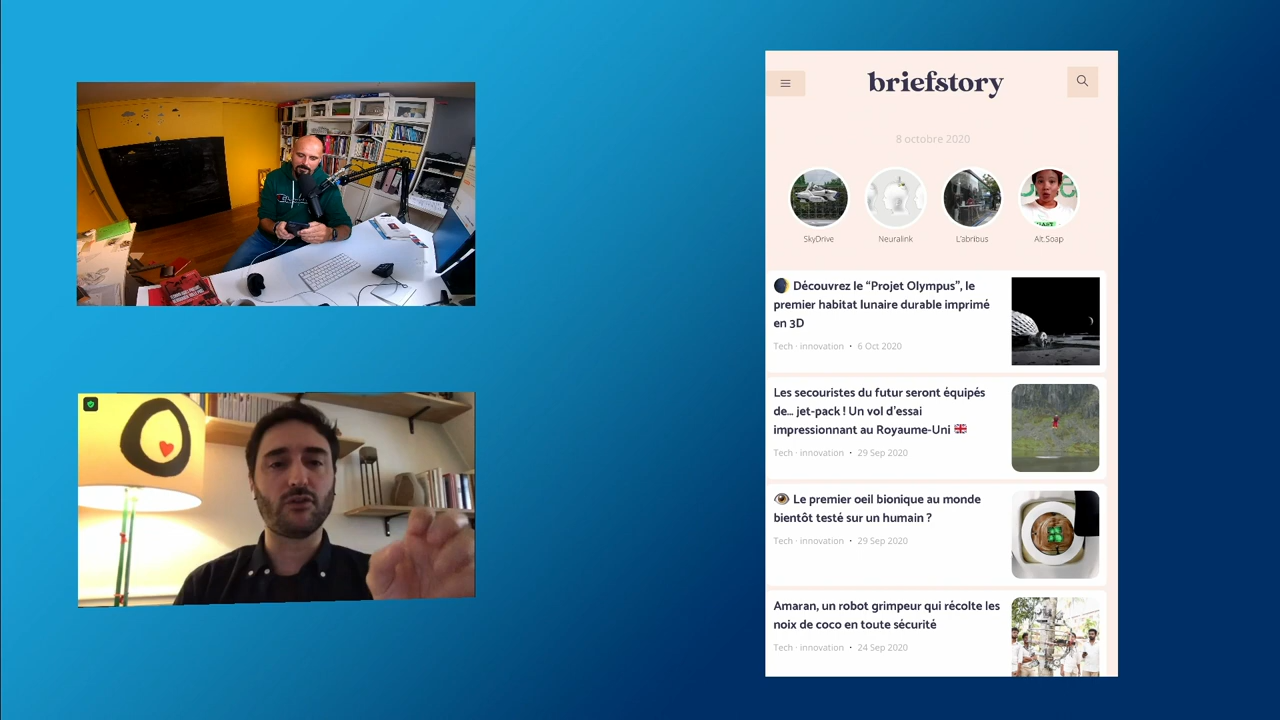 briefstory
8 octobre 2020
SkyDrive
Neuralink
L'abribus
Ait.Soap
Découvrez le “Projet Olympus”, le
premier habitat lunaire durable imprimé
en 3D
Tech · innovation • 6 Oct 2020
Les secouristes du futur seront équipés
de... jet-pack ! Un vol d’essai
impressionnant au Royaume-Uni
Tech · innovation • 29 Sep 2020
Le premier oeil bionique au monde
bientôt testé sur un humain ?
Tech · innovation • 29 Sep 2020
Amaran, un robot grimpeur qui récolte les
noix de coco en toute sécurité
Tech · innovation • 24 Sep 2020